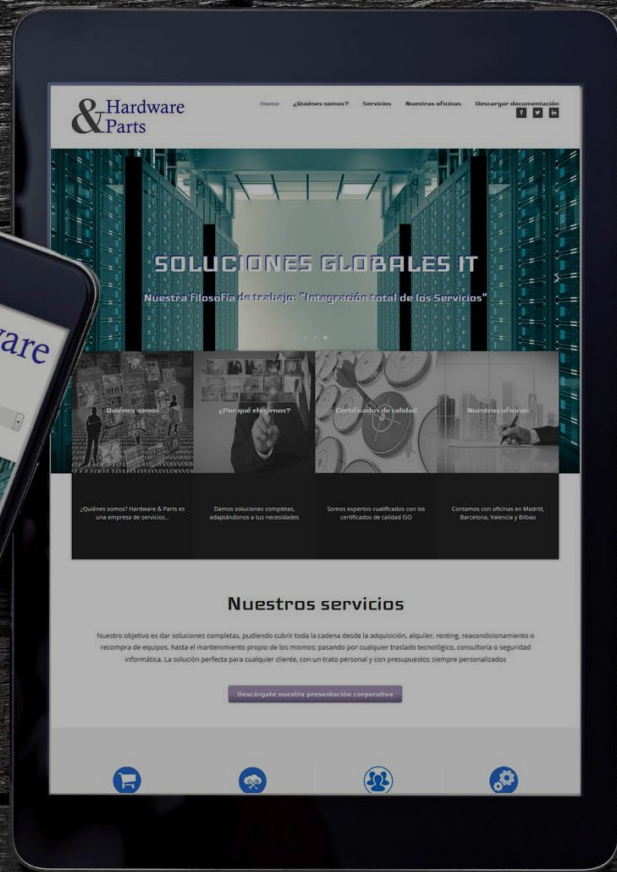 Hardware
& Parts
Home ¿Quiénes somos? Servicios Nuestras oficinas Descargar documentación
f in
SOLUCIONES GLOBALES IT
Nuestra Filosofía de trabajo: "Integración total de los Servicios"
Quiénes somos
¿Por qué elegirnos?
Certificados de calidad
Nuestras oficinas
¿Quiénes somos? Hardware & Parts es
una empresa de servicios...
Damos soluciones completas,
adaptándonos a tus necesidades
Somos expertos cualificados con los
certificados de calidad ISO
Contamos con oficinas en Madrid,
Barcelona, Valencia y Bilbao
Nuestros servicios
Nuestro objetivo es dar soluciones completas, pudiendo cubrir toda la cadena desde la adquisición, alquiler, renting, reacondicionamiento o
recompra de equipos, hasta el mantenimiento propio de los mismos; pasando por cualquier traslado tecnológico, consultoría o seguridad
informática. La solución perfecta para cualquier cliente, con un trato personal y con presupuestos siempre personalizados
Descárgate nuestra presentación corporativa